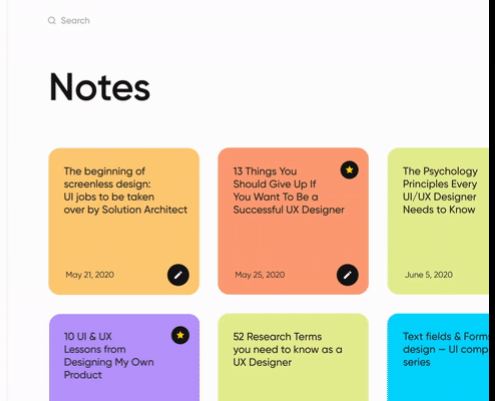 Search
Notes
The beginning of
screenless design:
UI jobs to be taken
over by Solution Architect
May 21, 2020
13 Things You
Should Give Up If
You Want To Be a
Successful UX Designer
May 25, 2020
The Psychology
Principles Every
UI/UX Designer
Needs to Know
June 5, 2020
10 UI & UX
Lessons from
Designing My Own
Product
52 Research Terms
you need to know as a
UX Designer
Text fields & Forms
design — UI comp
series